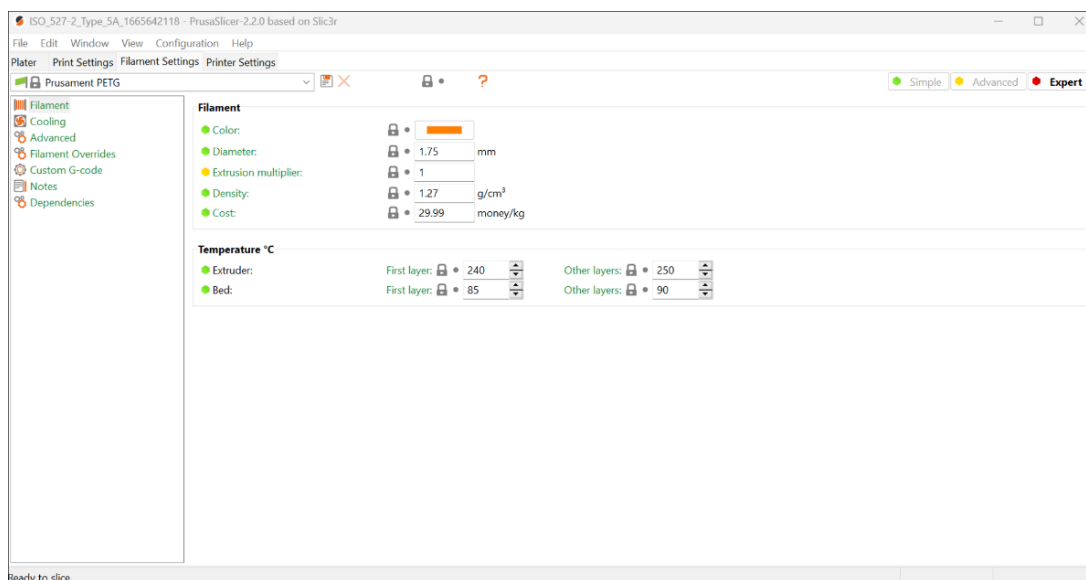 ISO_527-2_Type_5A_1665642118 - PrusaSlicer-2.2.0 based on Slic3r
File Edit Window View Configuration Help
Plater Print Settings Filament Settings Printer Settings
Prusament PETG ? Simple Advanced Expert
Filament
Cooling
Advanced
Filament Overrides
Custom G-code
Notes
Dependencies
Filament
Color:
Diameter: 1.75 mm
Extrusion multiplier: 1
Density: 1.27 g/cm³
Cost: 29.99 money/kg
Temperature °C
Extruder: First layer: 240 Other layers: 250
Bed: First layer: 85 Other layers: 90
Ready to slice